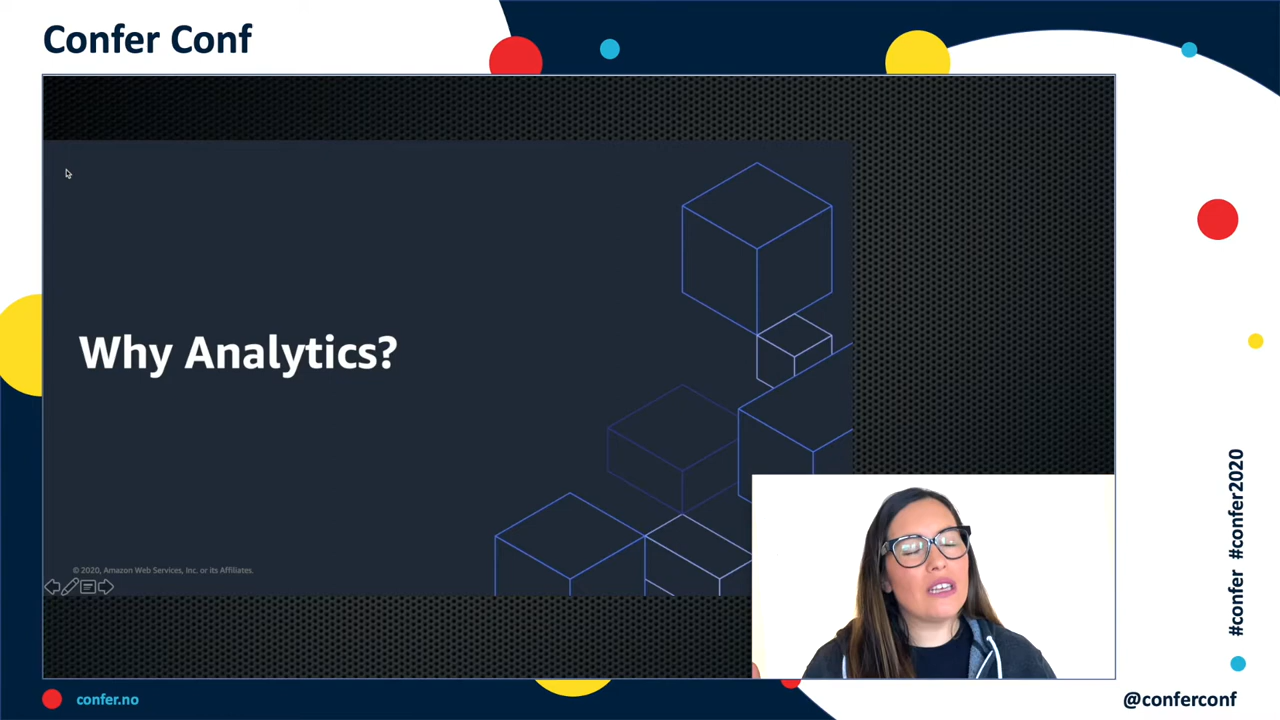 Confer Conf
Why Analytics?
© 2020, Amazon Web Services, Inc. or its Affiliates.
#confer #confer2020
confer.no
@conferconf